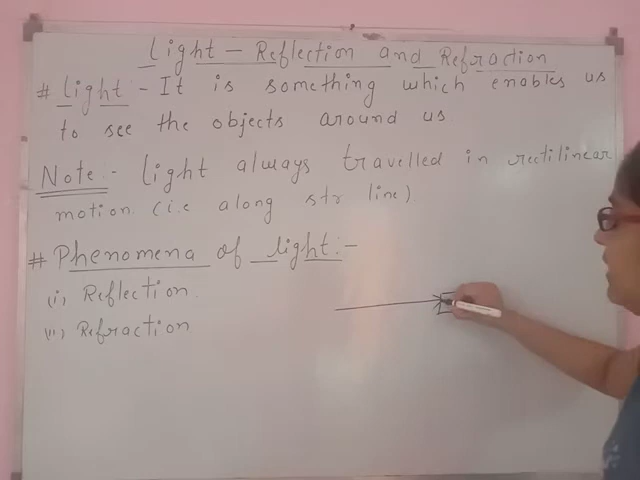 Light - Reflection and Refraction
# Light :- It is something which enables us
to see the objects around us
Note:- Light always travelled in rectilinear
motion (i.e along str line)
# Phenomena of light:-
(i) Reflection
(ii) Refraction